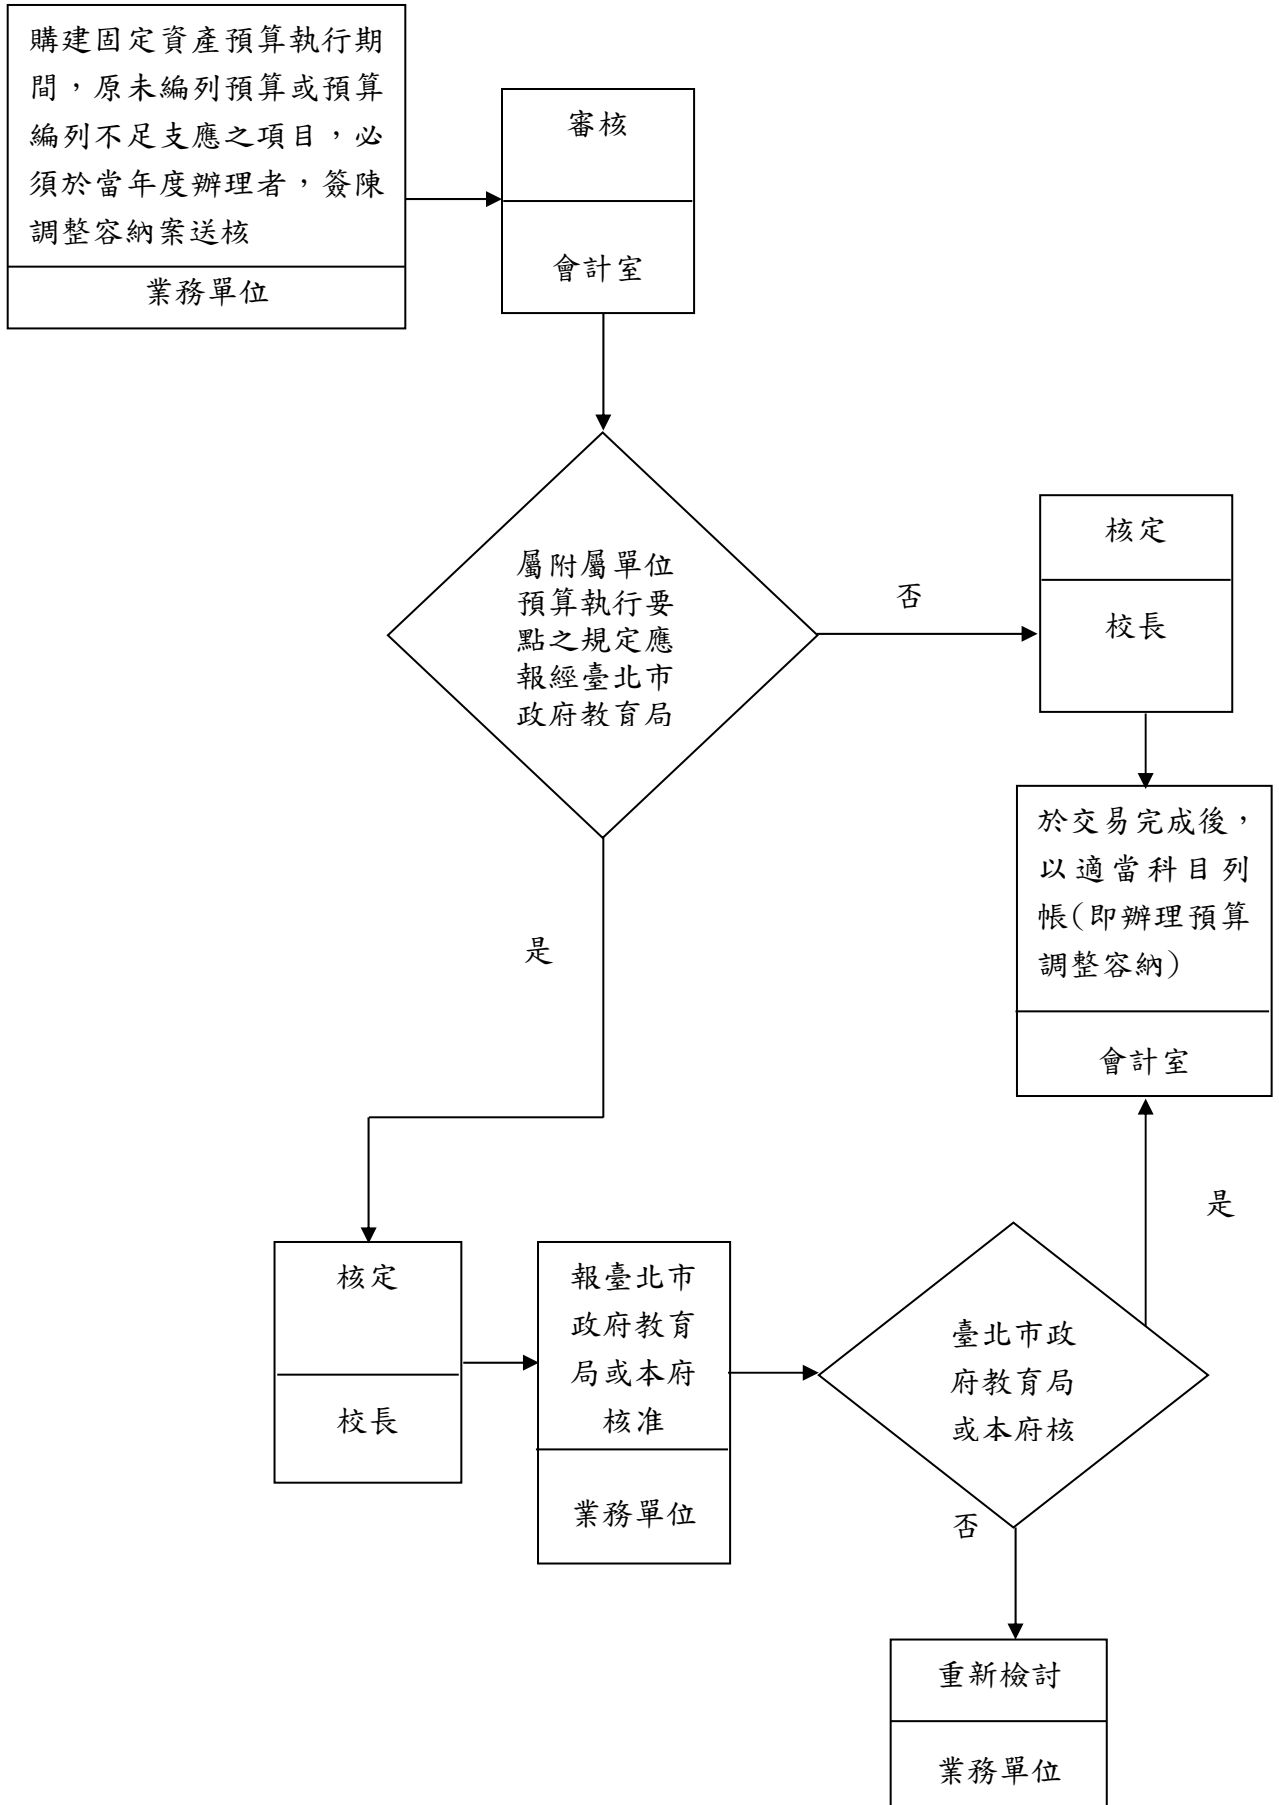 購建固定資產預算執行期
間，原未編列預算或預算
編列不足支應之項目，必
須於當年度辦理者，簽陳
調整容納案送核
業務單位
審核
會計室
屬附屬單位
預算執行要
點之規定應
報經臺北市
政府教育局
否
核定
校長
於交易完成後，
以適當科目列
帳(即辦理預算
調整容納)
會計室
是
是
核定
校長
報臺北市
政府教育
局或本府
核准
業務單位
臺北市政
府教育局
或本府核
否
重新檢討
業務單位